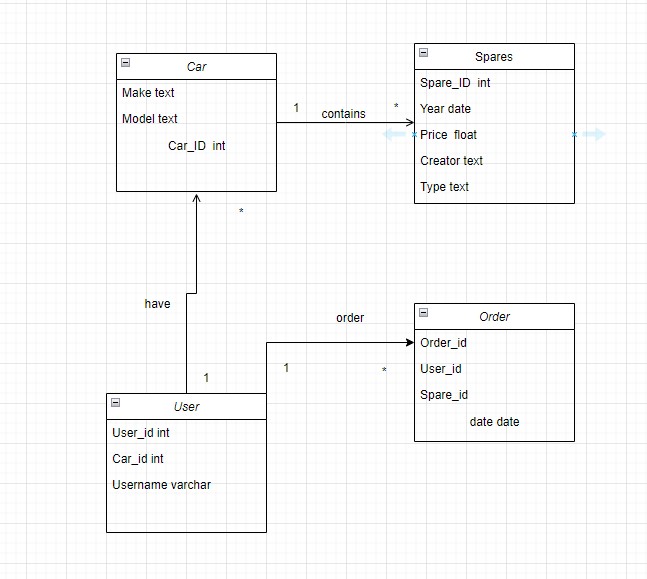 Car
Make text
Model text
Car_ID int
1
contains
*
Spares
Spare_ID int
Year date
Price float
Creator text
Type text
*
have
1
order
1
*
User
User_id int
Car_id int
Username varchar
Order
Order_id
User_id
Spare_id
date date